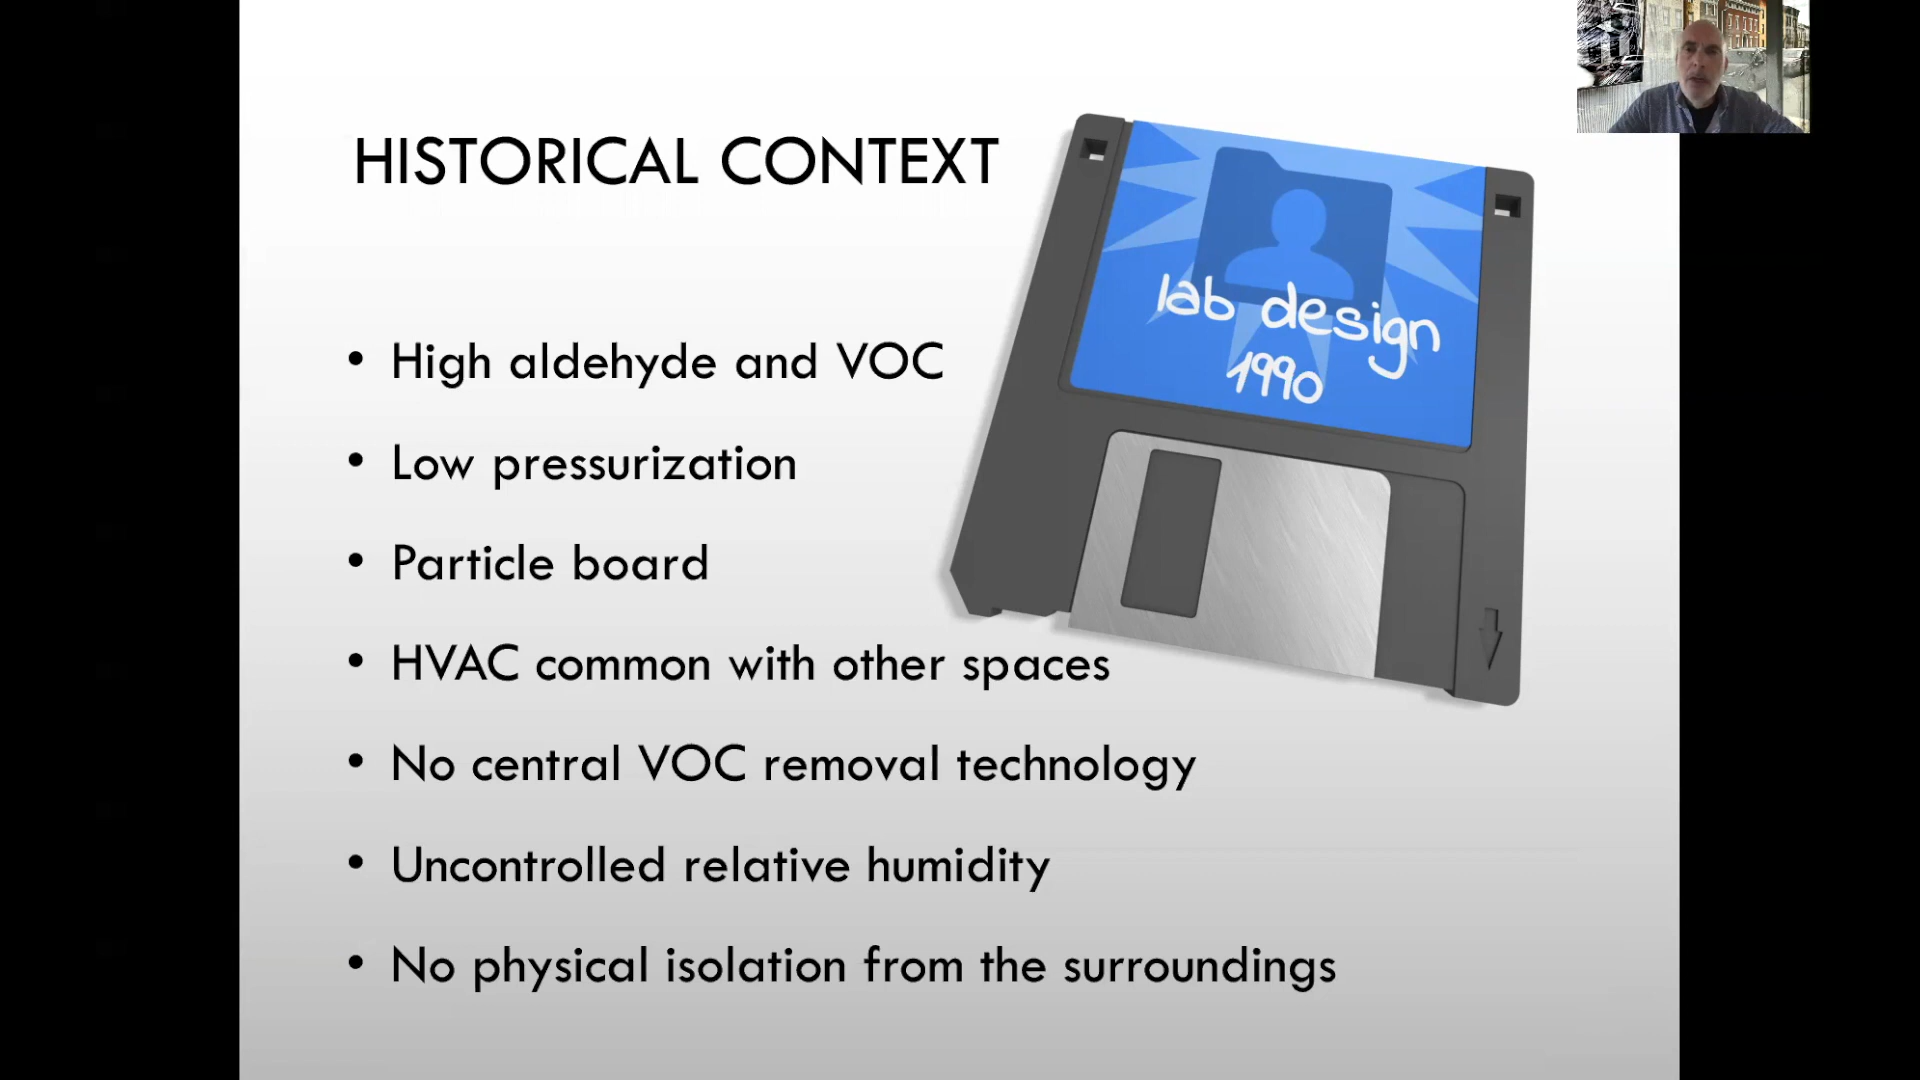 HISTORICAL CONTEXT
lab design
1990
• High aldehyde and VOC
• Low pressurization
• Particle board
• HVAC common with other spaces
• No central VOC removal technology
• Uncontrolled relative humidity
• No physical isolation from the surroundings